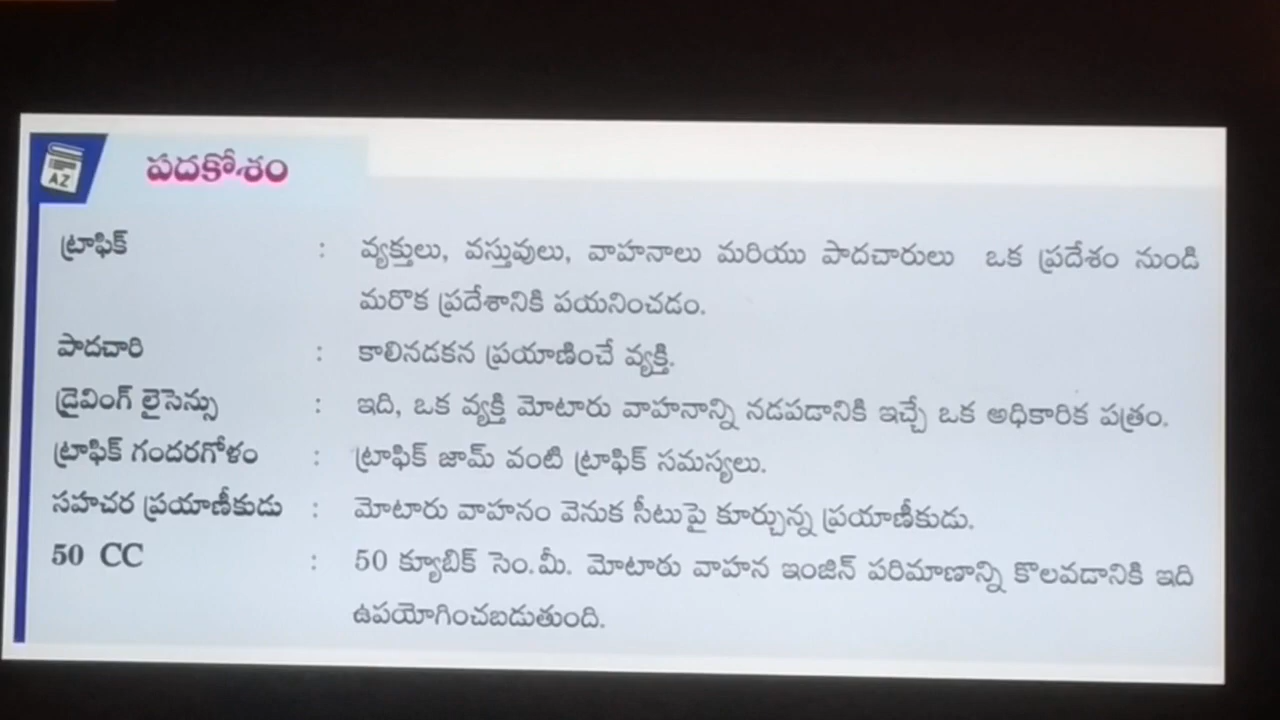 AZ
పదకోశం
ట్రాఫిక్ : వ్యక్తులు, వస్తువులు, వాహనాలు మరియు పాదచారులు ఒక ప్రదేశం నుండి
మరొక ప్రదేశానికి పయనించడం.
పాదచారి : కాలినడకన ప్రయాణించే వ్యక్తి.
డ్రైవింగ్ లైసెన్సు : ఇది, ఒక వ్యక్తి మోటారు వాహనాన్ని నడపడానికి ఇచ్చే ఒక అధికారిక పత్రం.
ట్రాఫిక్ గందరగోళం : ట్రాఫిక్ జామ్ వంటి ట్రాఫిక్ సమస్యలు.
సహచర ప్రయాణీకుడు : మోటారు వాహనం వెనుక సీటుపై కూర్చున్న ప్రయాణీకుడు.
50 CC : 50 క్యూబిక్ సెం.మీ. మోటారు వాహన ఇంజిన్ పరిమాణాన్ని కొలవడానికి ఇది
ఉపయోగించబడుతుంది.